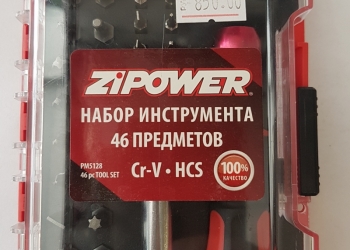 ZiPOWER
НАБОР ИНСТРУМЕНТА
46 ПРЕДМЕТОВ
PM5128
46 pc TOOL SET
Cr-V • HCS
100%
КАЧЕСТВО